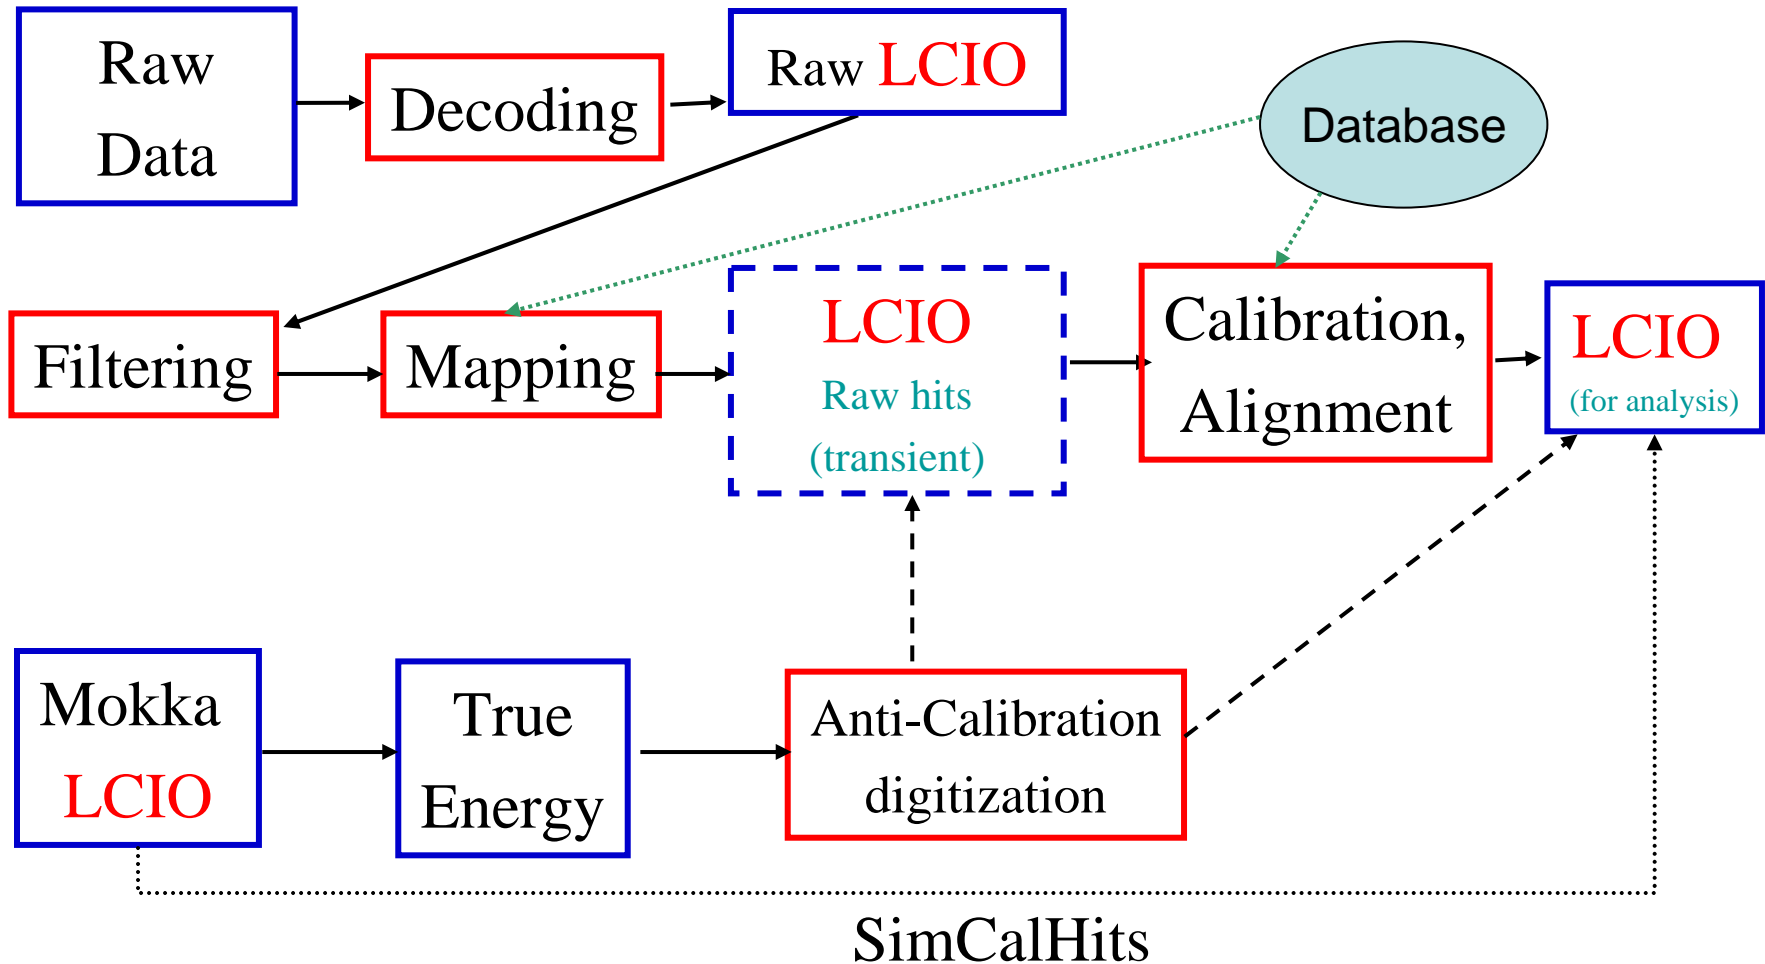 Raw
Data
Decoding
Raw LCIO
Database
Filtering
Mapping
LCIO
Raw hits
(transient)
Calibration,
Alignment
LCIO
(for analysis)
Mokka
LCIO
True
Energy
Anti-Calibration
digitization
SimCalHits